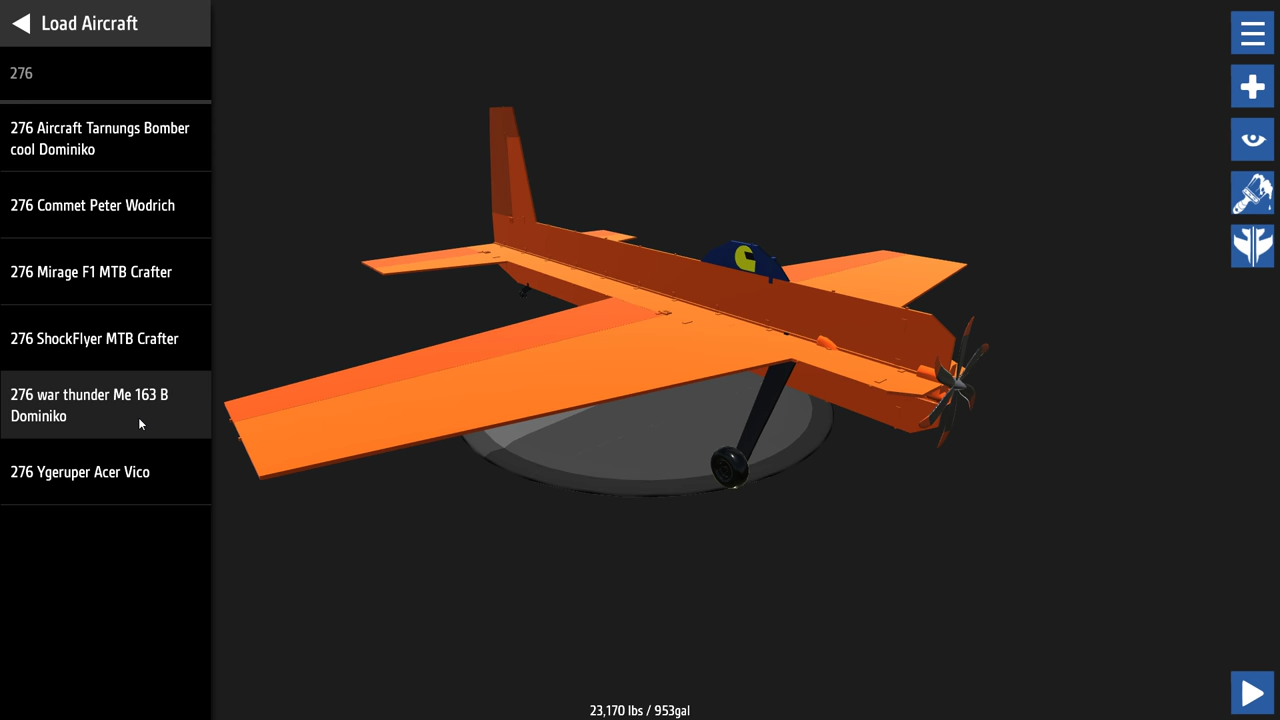 Load Aircraft
276
276 Aircraft Tarnungs Bomber
cool Dominiko
276 Commet Peter Wodrich
276 Mirage F1 MTB Crafter
276 ShockFlyer MTB Crafter
276 war thunder Me 163 B
Dominiko
276 Ygeruper Acer Vico
23,170 lbs / 953gal